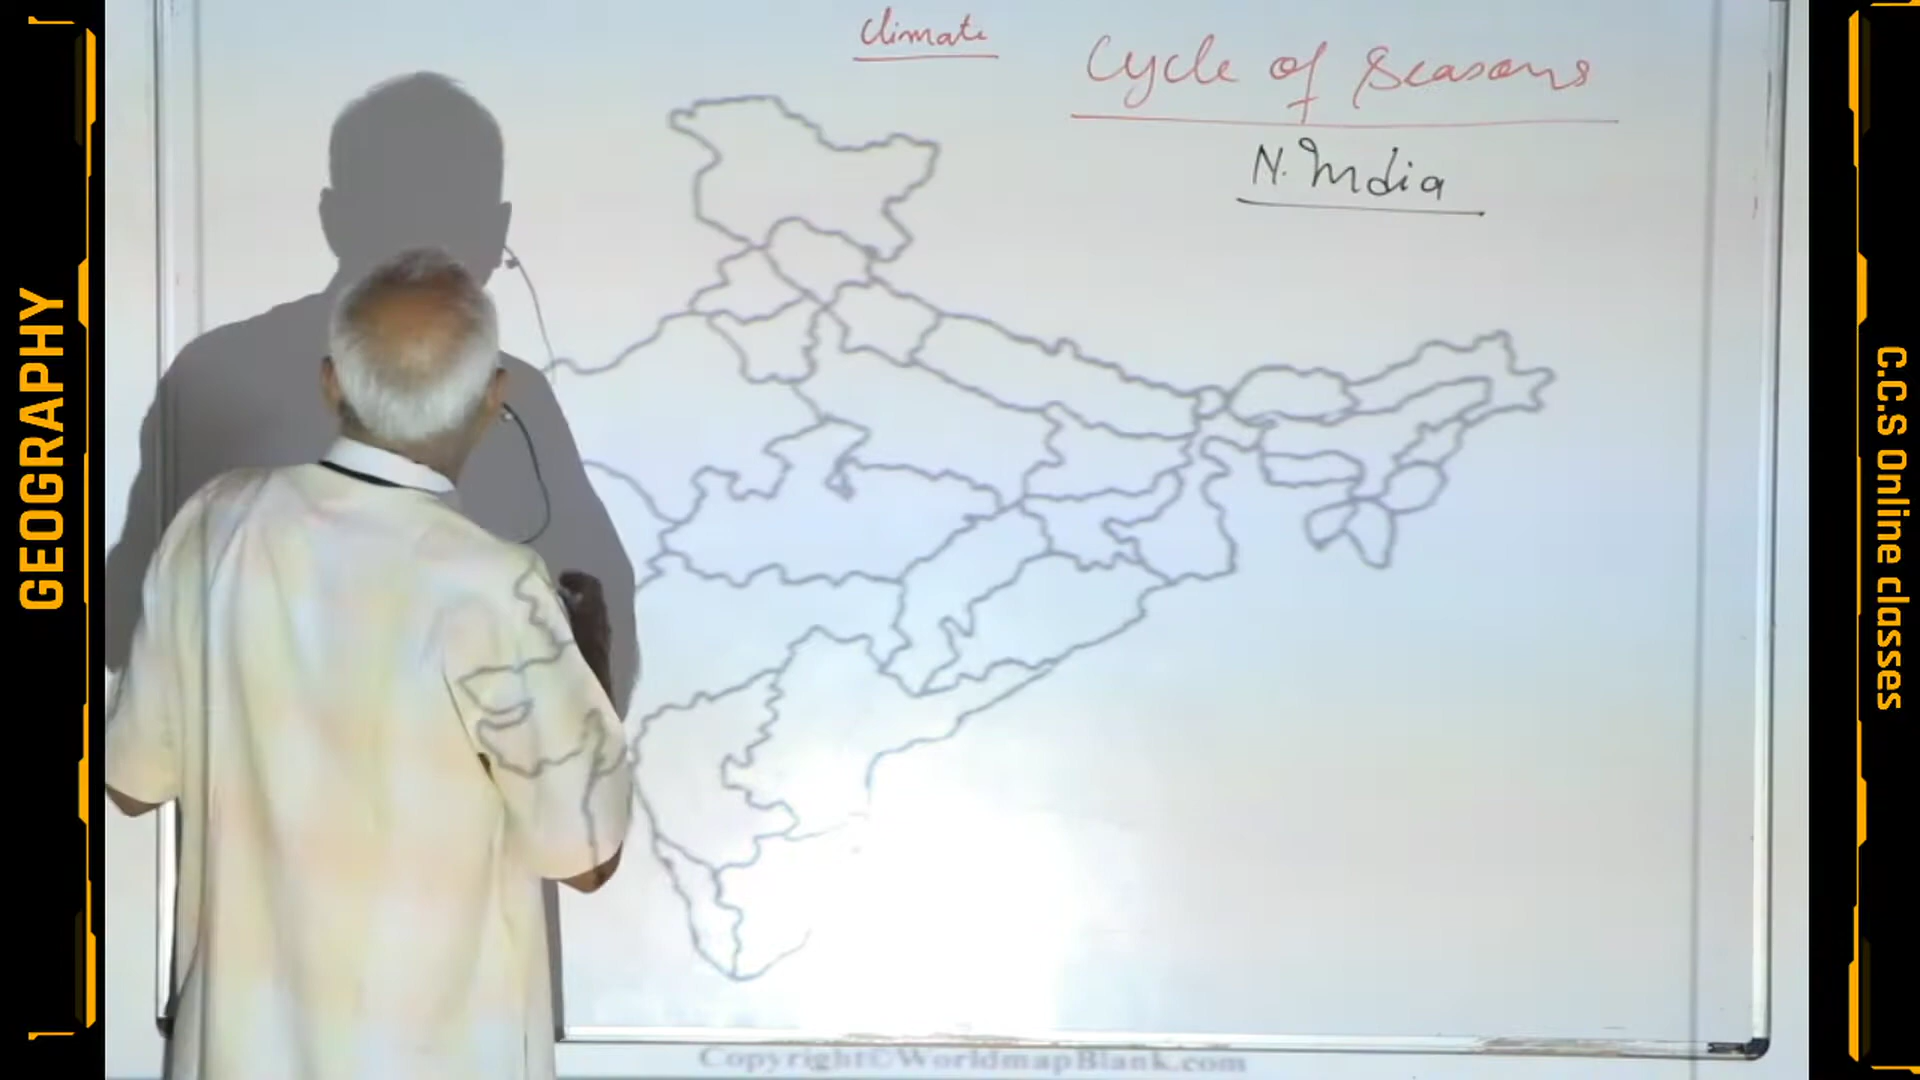 GEOGRAPHY
Climate
Cycle of Seasons
N. India
C.C.S Online classes
Copyright©WorldmapBlank.com